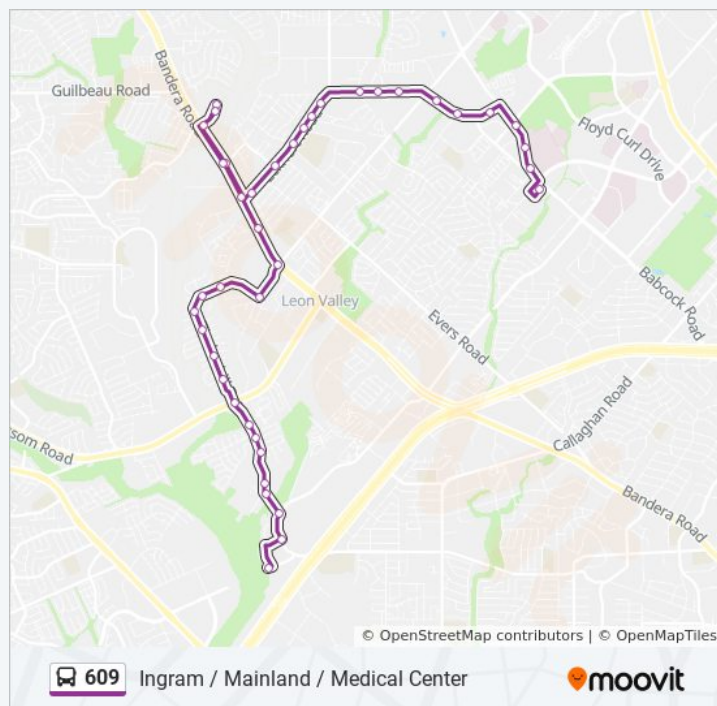 Guilbeau Road
Bandera Ro
Floyd Curl Drive
Leon Valley
Babcock Road
Evers Road
Callaghan Road
som Road
Bandera Road
© OpenStreetMap contributors | © OpenMapTiles
609 Ingram / Mainland / Medical Center
moovit